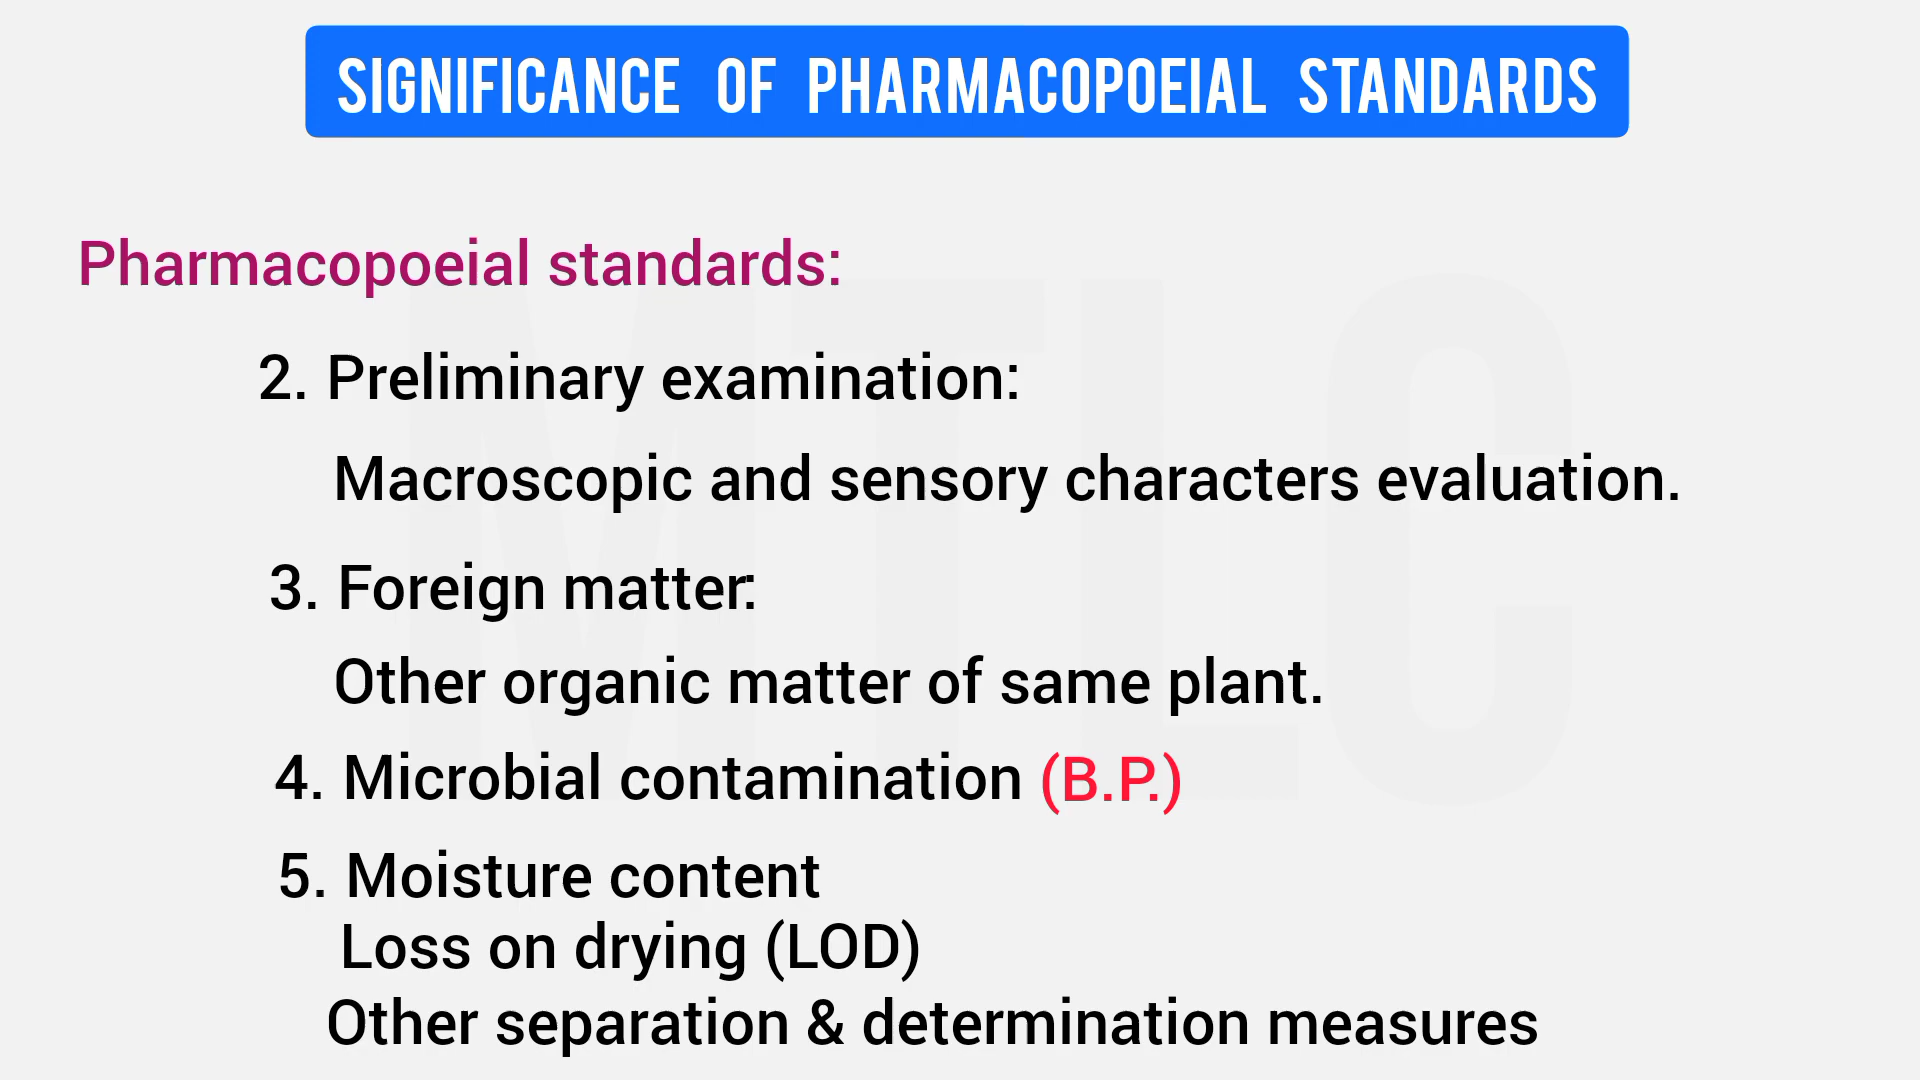 SIGNIFICANCE OF PHARMACOPOEIAL STANDARDS
Pharmacopoeial standards:
2. Preliminary examination:
Macroscopic and sensory characters evaluation.
3. Foreign matter:
Other organic matter of same plant.
4. Microbial contamination (B.P.)
5. Moisture content
Loss on drying (LOD)
Other separation & determination measures
MTLC